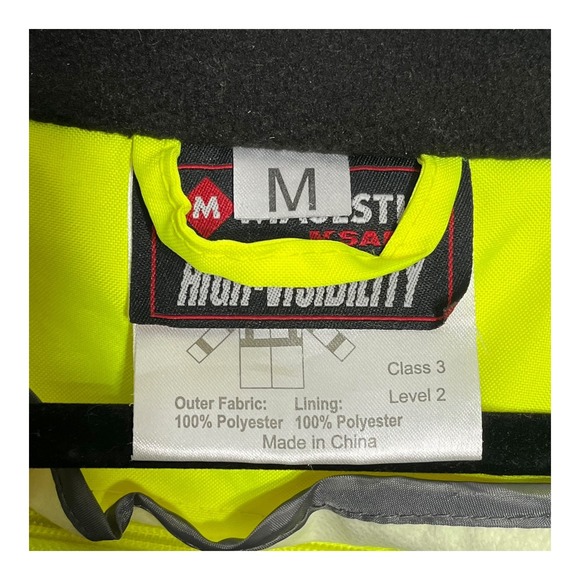 M
M
HIGH-VISIBILITY
Class 3
Level 2
Outer Fabric: Lining:
100% Polyester 100% Polyester
Made in China